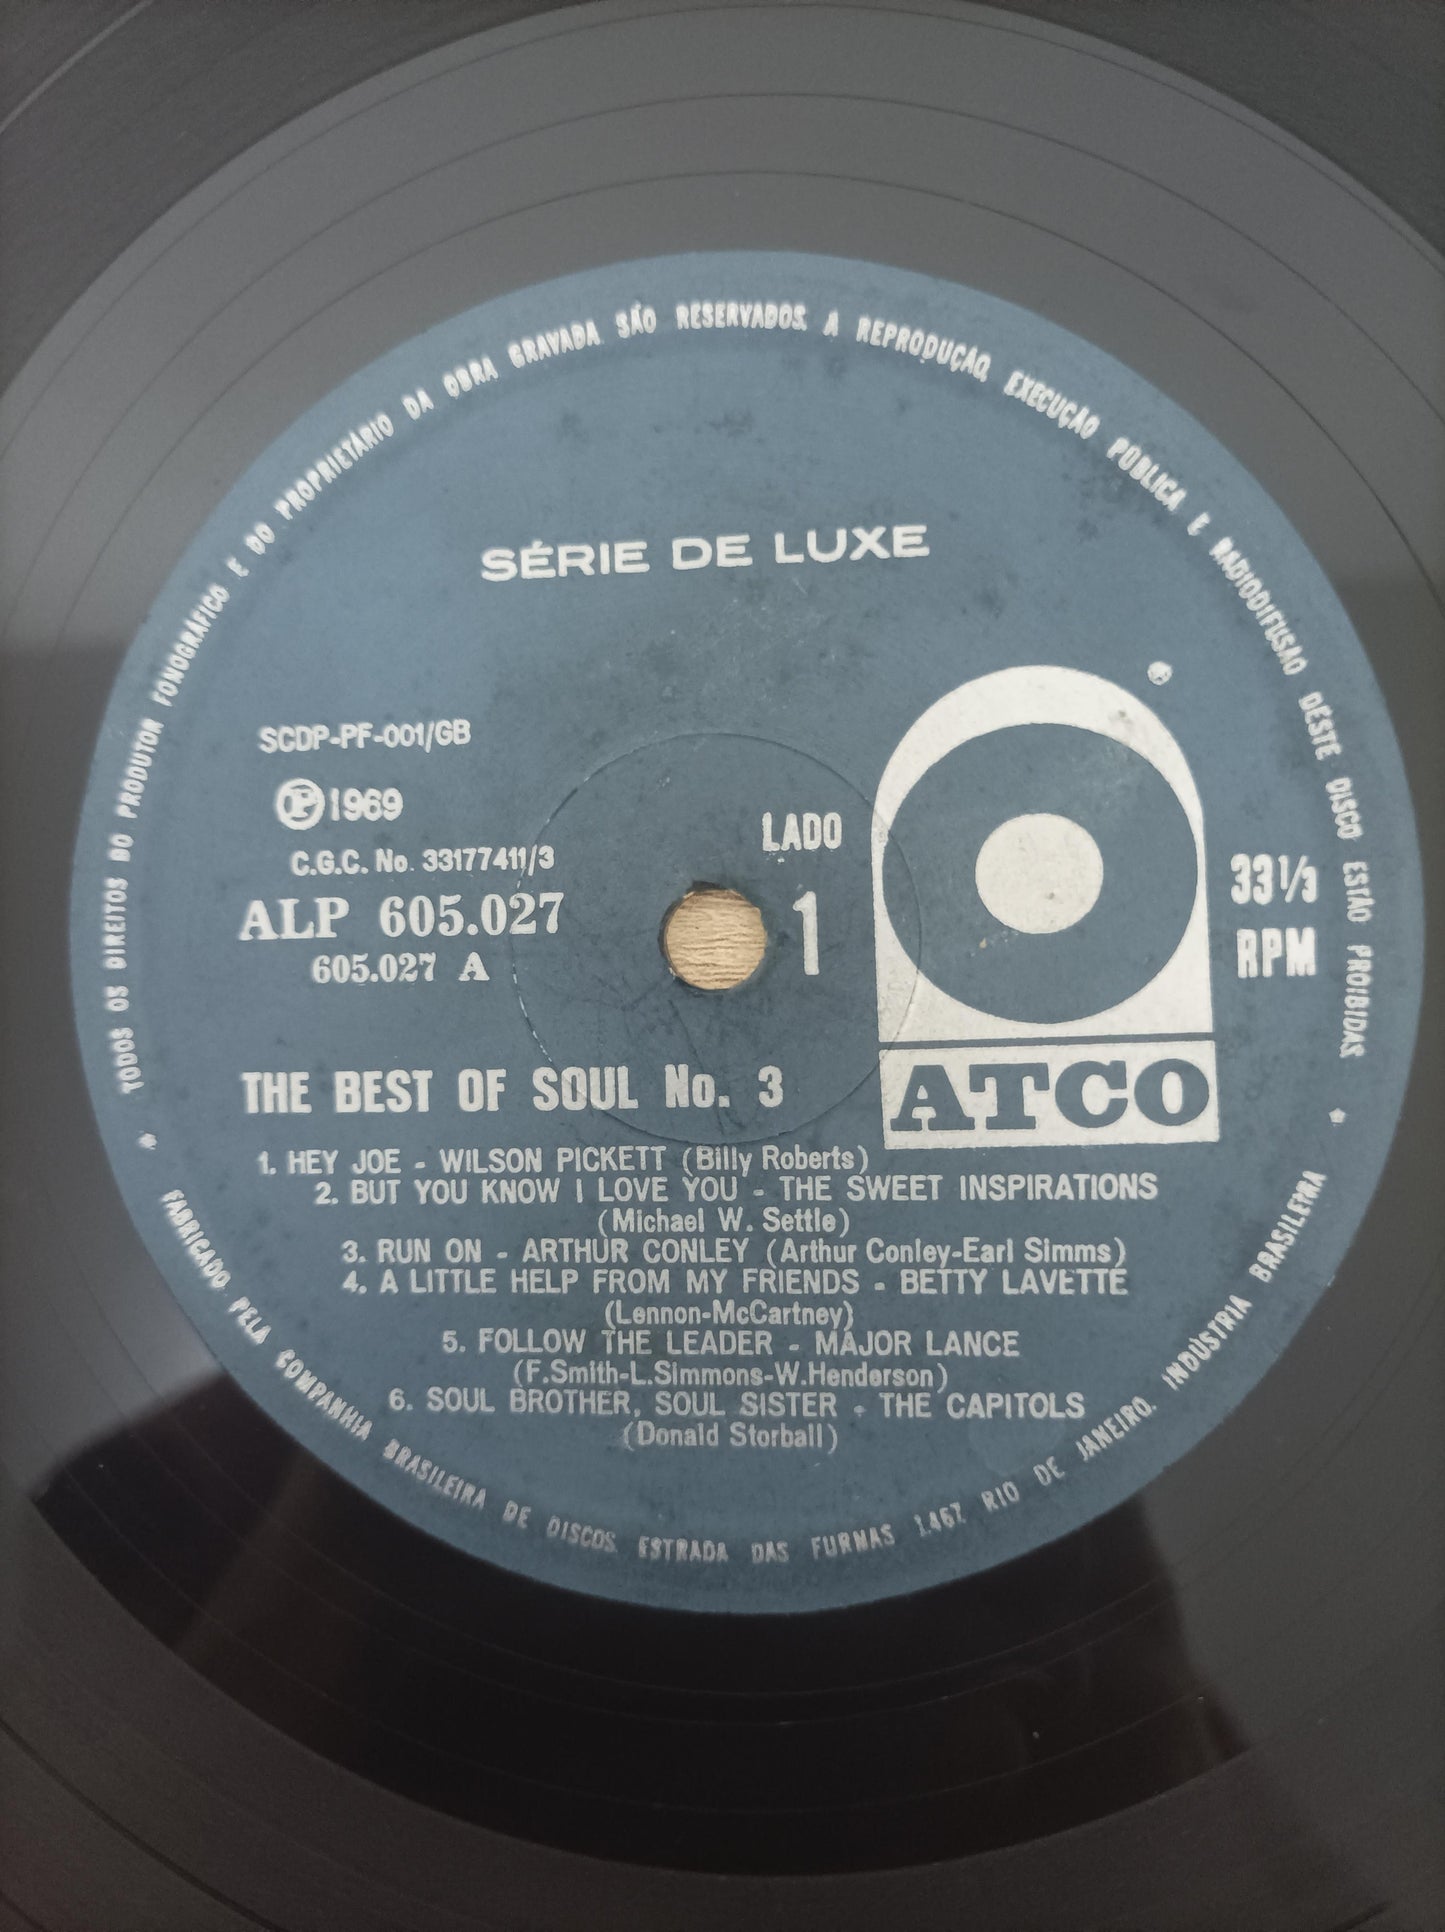 TODOS OS DIREITOS DO PRODUTOR FONOGRÁFICO E DO PROPRIETÁRIO DA OBRA GRAVADA SÃO RESERVADOS. A REPRODUÇÃO, EXECUÇÃO PÚBLICA E RADIODIFUSÃO DÊSTE DISCO ESTÃO PROIBIDAS
SÉRIE DE LUXE
SCDP-PF-001/GB
Ⓟ 1969
C.G.C. No. 33177411/3
ALP 605.027
605.027 A
LADO
1
33 1/3
RPM
ATCO
THE BEST OF SOUL No. 3
1. HEY JOE - WILSON PICKETT (Billy Roberts)
2. BUT YOU KNOW I LOVE YOU - THE SWEET INSPIRATIONS
(Michael W. Settle)
3. RUN ON - ARTHUR CONLEY (Arthur Conley-Earl Simms)
4. A LITTLE HELP FROM MY FRIENDS - BETTY LAVETTE
(Lennon-McCartney)
5. FOLLOW THE LEADER - MAJOR LANCE
(F.Smith-L.Simmons-W.Henderson)
6. SOUL BROTHER, SOUL SISTER - THE CAPITOLS
(Donald Storball)
FABRICADO PELA COMPANHIA BRASILEIRA DE DISCOS. ESTRADA DAS FURNAS 1.467. RIO DE JANEIRO. INDÙSTRIA BRASILEIRA